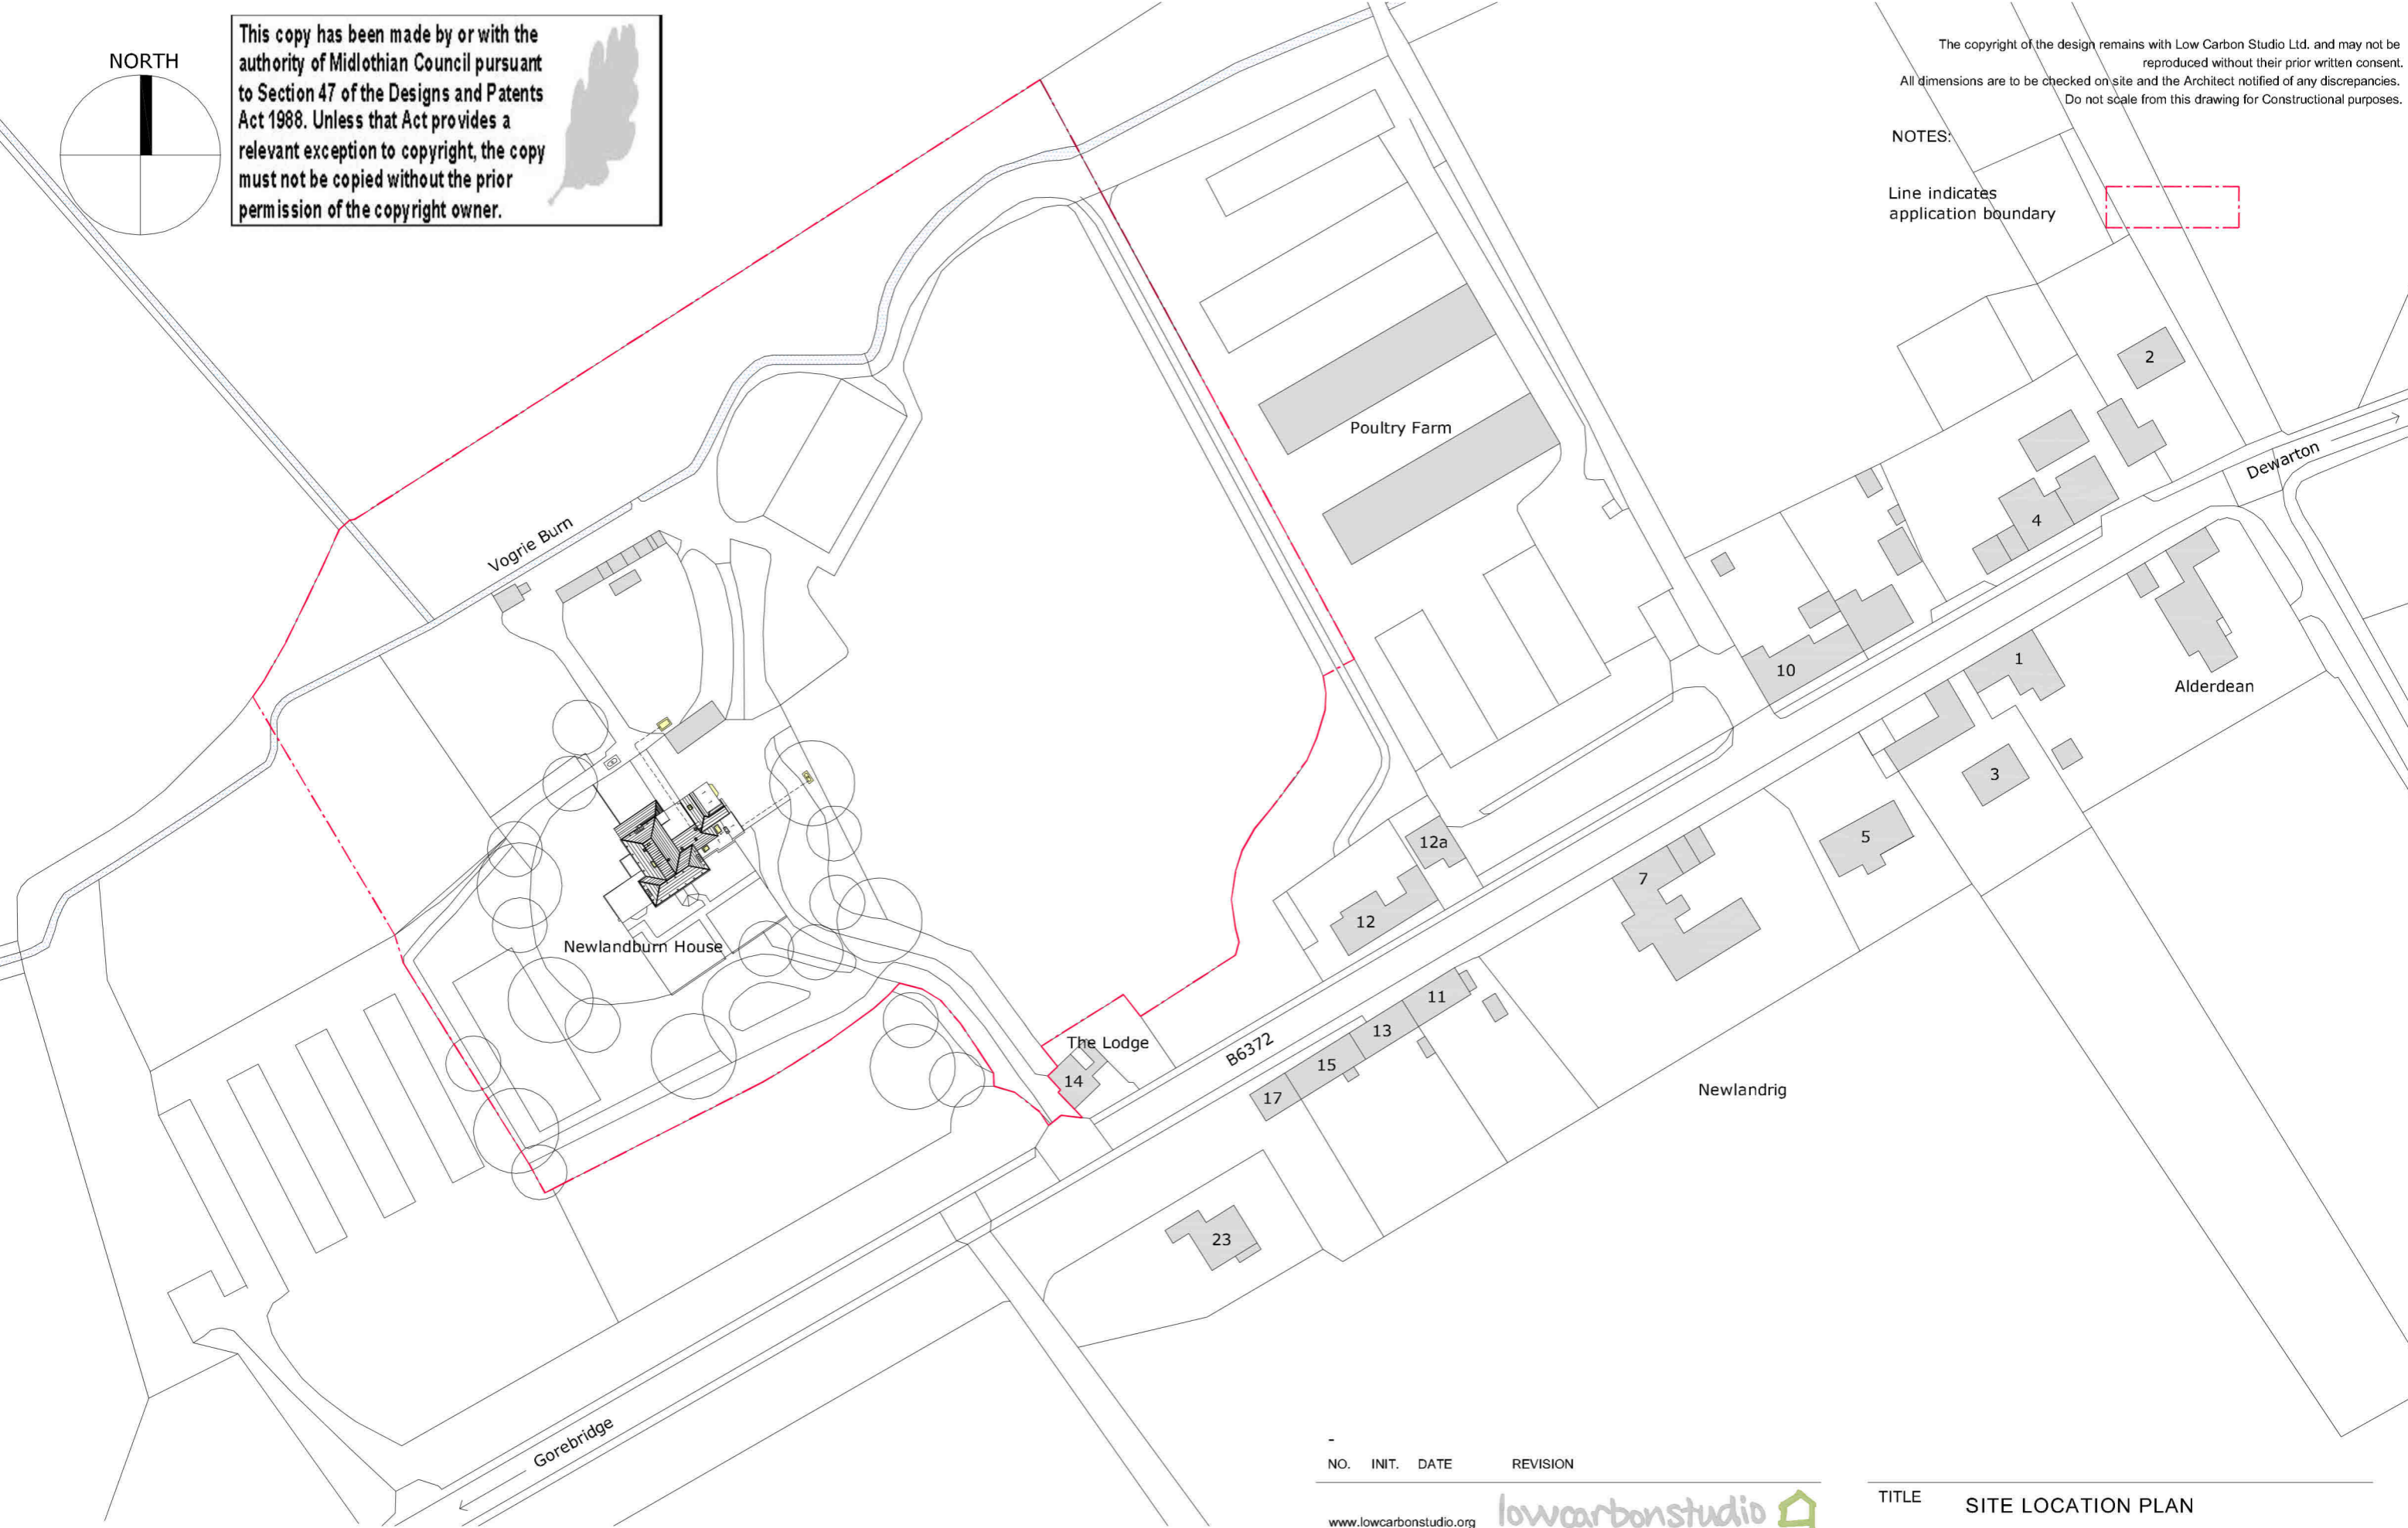 NORTH
This copy has been made by or with the
authority of Midlothian Council pursuant
to Section 47 of the Designs and Patents
Act 1988. Unless that Act provides a
relevant exception to copyright, the copy
must not be copied without the prior
permission of the copyright owner.
The copyright of the design remains with Low Carbon Studio Ltd. and may not be
reproduced without their prior written consent.
All dimensions are to be checked on site and the Architect notified of any discrepancies.
Do not scale from this drawing for Constructional purposes.
NOTES:
Line indicates
application boundary
2
Poultry Farm
Dewarton
4
Vogrie Burn
1
10
Alderdean
3
5
12a
7
12
Newlandburn House
11
13
The Lodge
B6372
15
14
17
Newlandrig
23
Gorebridge
-
NO. INIT. DATE REVISION
www.lowcarbonstudio.org
lowcarbonstudio
TITLE SITE LOCATION PLAN